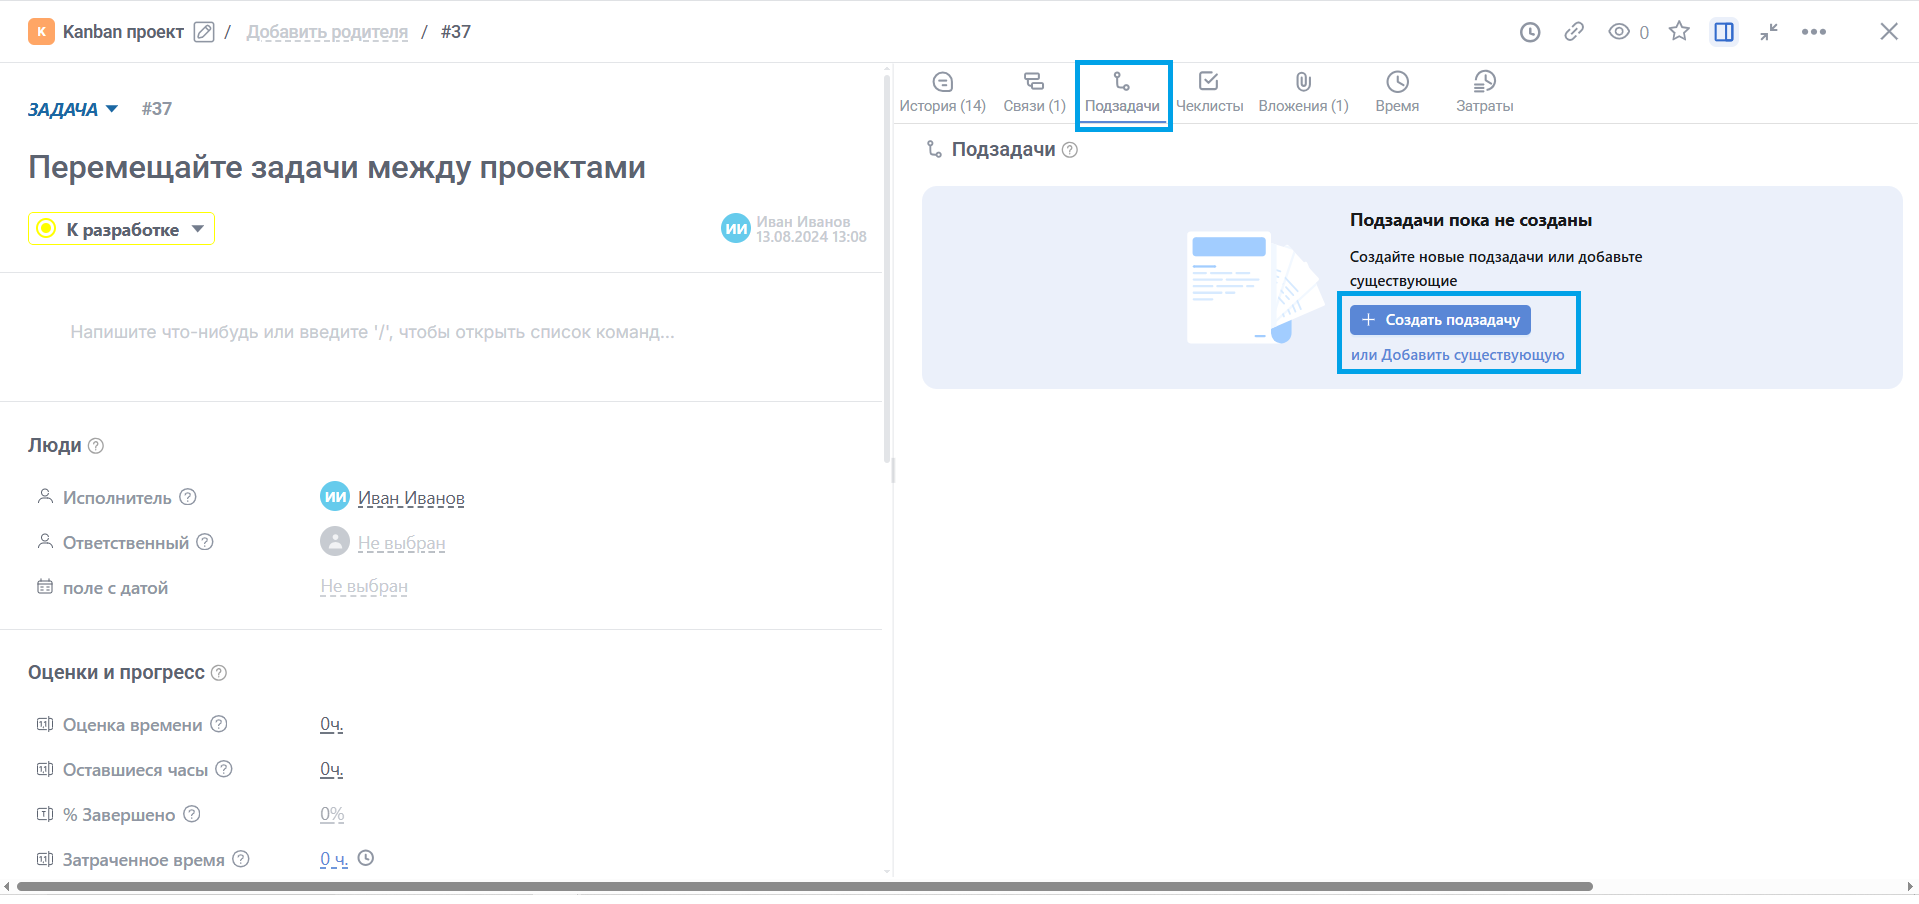 K Kanban проект / Добавить родителя / #37
0
ЗАДАЧА #37
Перемещайте задачи между проектами
К разработке
ИИ Иван Иванов
13.08.2024 13:08
Напишите что-нибудь или введите '/', чтобы открыть список команд...
Люди ?
Исполнитель ? ИИ Иван Иванов
Ответственный ? Не выбран
поле с датой Не выбран
Оценки и прогресс ?
Оценка времени ? 0ч.
Оставшиеся часы ? 0ч.
% Завершено ? 0%
Затраченное время ? 0 ч.
История (14) Связи (1) Подзадачи Чеклисты Вложения (1) Время Затраты
Подзадачи ?
Подзадачи пока не созданы
Создайте новые подзадачи или добавьте
существующие
+ Создать подзадачу
или Добавить существующую